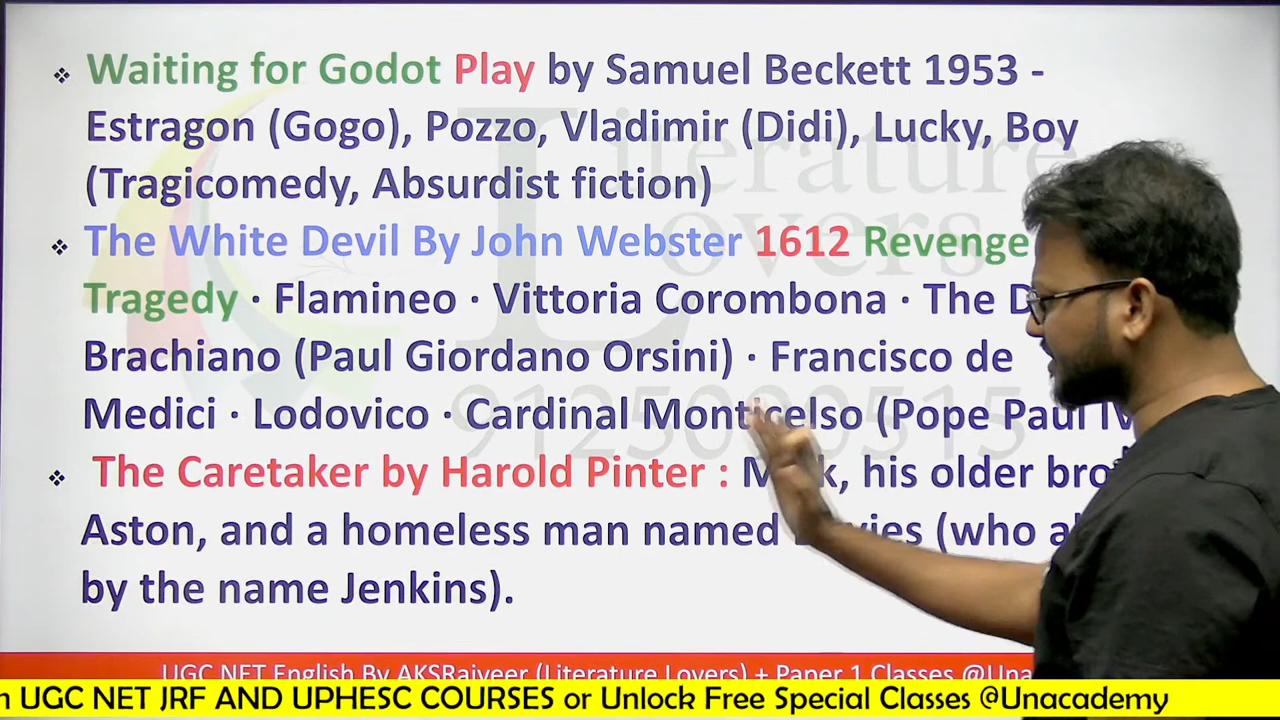 ❖ Waiting for Godot Play by Samuel Beckett 1953 -
Estragon (Gogo), Pozzo, Vladimir (Didi), Lucky, Boy
(Tragicomedy, Absurdist fiction)
❖ The White Devil By John Webster 1612 Revenge
Tragedy · Flamineo · Vittoria Corombona · The
Brachiano (Paul Giordano Orsini) · Francisco de
Medici · Lodovico · Cardinal Monticelso (Pope Paul IV
❖ The Caretaker by Harold Pinter : his older
Aston, and a homeless man named (who
by the name Jenkins).
Literature
Lovers
UGC NET English By AKSRajveer (Literature Lovers) + Paper 1 Classes
UGC NET JRF AND UPHESC COURSES or Unlock Free Special Classes @Unacademy